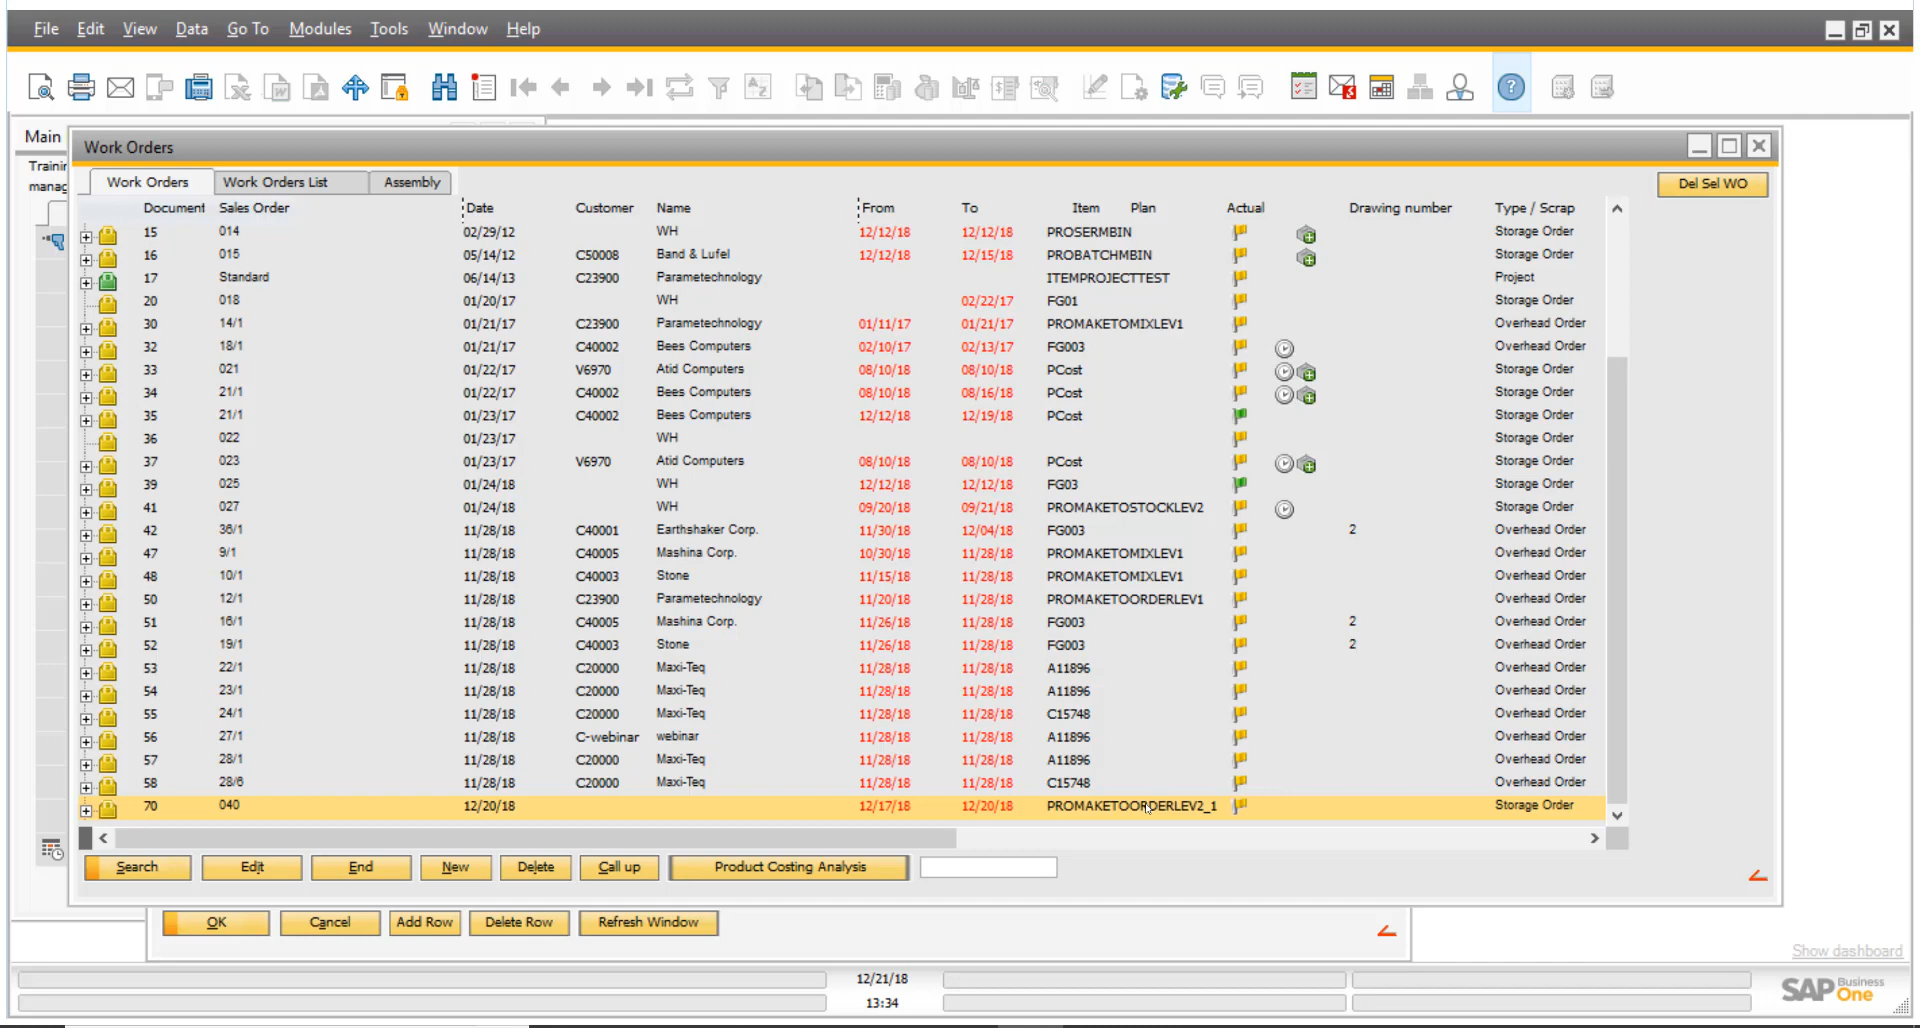 File Edit View Data Go To Modules Tools Window Help
Main
Trainin
manag
Work Orders
Work Orders Work Orders List Assembly
Del Sel WO
Document Sales Order Date Customer Name From To Item Plan Actual Drawing number Type / Scrap
15 014 02/29/12 WH 12/12/18 12/12/18 PROSERMBIN Storage Order
16 015 05/14/12 C50008 Band & Lufel 12/12/18 12/15/18 PROBATCHMBIN Storage Order
17 Standard 06/14/13 C23900 Parametechnology ITEMPROJECTTEST Project
20 018 01/20/17 WH 02/22/17 FG01 Storage Order
30 14/1 01/21/17 C23900 Parametechnology 01/11/17 01/21/17 PROMAKETOMIXLEV1 Overhead Order
32 18/1 01/21/17 C40002 Bees Computers 02/10/17 02/13/17 FG003 Overhead Order
33 021 01/22/17 V6970 Atid Computers 08/10/18 08/10/18 PCost Storage Order
34 21/1 01/22/17 C40002 Bees Computers 08/10/18 08/16/18 PCost Storage Order
35 21/1 01/23/17 C40002 Bees Computers 12/12/18 12/19/18 PCost Storage Order
36 022 01/23/17 WH Storage Order
37 023 01/23/17 V6970 Atid Computers 08/10/18 08/10/18 PCost Storage Order
39 025 01/24/18 WH 12/12/18 12/12/18 FG03 Storage Order
41 027 01/24/18 WH 09/20/18 09/21/18 PROMAKETOSTOCKLEV2 Storage Order
42 36/1 11/28/18 C40001 Earthshaker Corp. 11/30/18 12/04/18 FG003 2 Overhead Order
47 9/1 11/28/18 C40005 Mashina Corp. 10/30/18 11/28/18 PROMAKETOMIXLEV1 Overhead Order
48 10/1 11/28/18 C40003 Stone 11/15/18 11/28/18 PROMAKETOMIXLEV1 Overhead Order
50 12/1 11/28/18 C23900 Parametechnology 11/20/18 11/28/18 PROMAKETOORDERLEV1 Overhead Order
51 16/1 11/28/18 C40005 Mashina Corp. 11/26/18 11/28/18 FG003 2 Overhead Order
52 19/1 11/28/18 C40003 Stone 11/26/18 11/28/18 FG003 2 Overhead Order
53 22/1 11/28/18 C20000 Maxi-Teq 11/28/18 11/28/18 A11896 Overhead Order
54 23/1 11/28/18 C20000 Maxi-Teq 11/28/18 11/28/18 A11896 Overhead Order
55 24/1 11/28/18 C20000 Maxi-Teq 11/28/18 11/28/18 C15748 Overhead Order
56 27/1 11/28/18 C-webinar webinar 11/28/18 11/28/18 A11896 Overhead Order
57 28/1 11/28/18 C20000 Maxi-Teq 11/28/18 11/28/18 A11896 Overhead Order
58 28/6 11/28/18 C20000 Maxi-Teq 11/28/18 11/28/18 C15748 Overhead Order
70 040 12/20/18 12/17/18 12/20/18 PROMAKETOORDERLEV2_1 Storage Order
Search Edit End New Delete Call up Product Costing Analysis
OK Cancel Add Row Delete Row Refresh Window
Show dashboard
12/21/18
13:34
SAP Business One